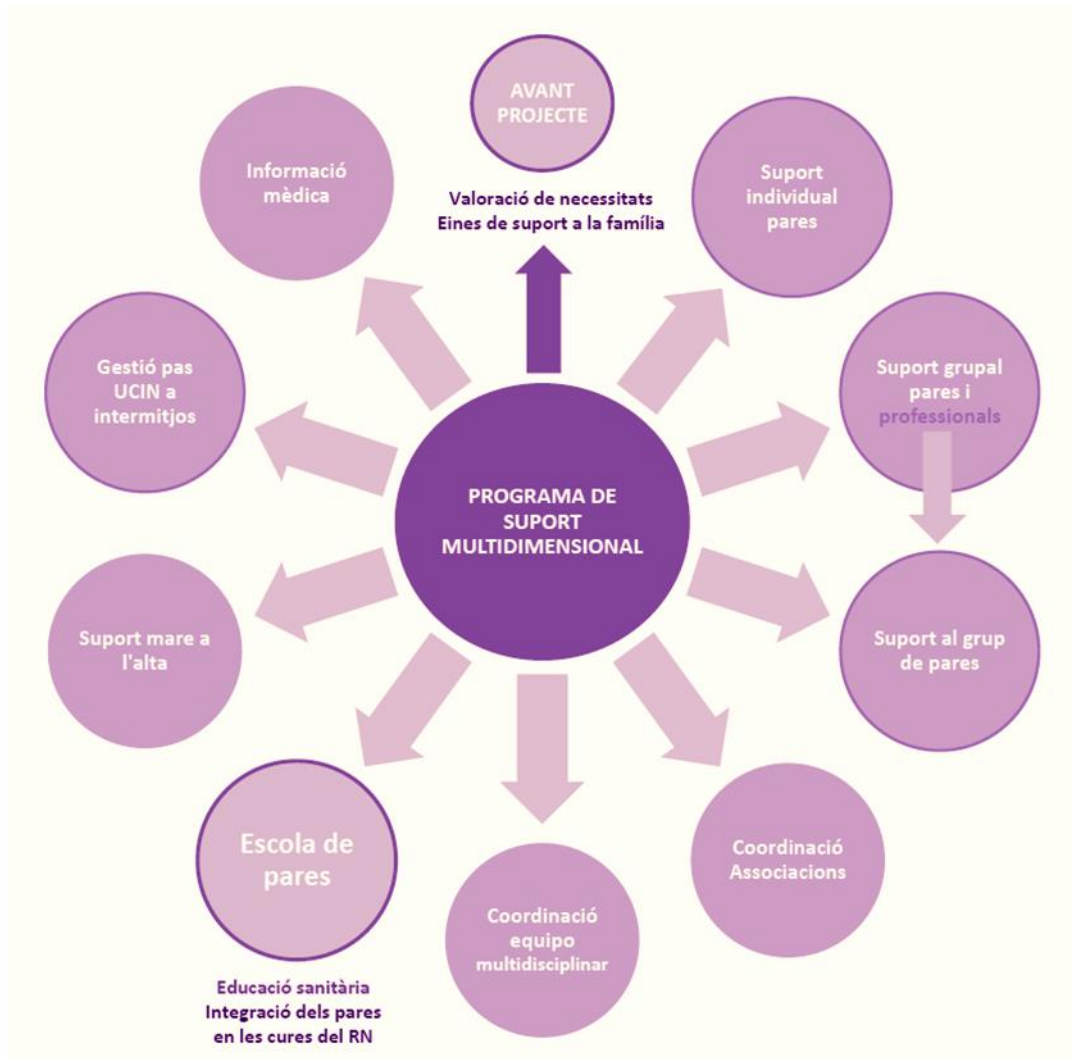 AVANT
PROJECTE
Valoració de necessitats
Eines de suport a la família
Suport
individual
pares
Suport grupal
pares i
professionals
Suport al grup
de pares
Coordinació
Associacions
Coordinació
equipo
multidisciplinar
Escola de
pares
Educació sanitària
Integració dels pares
en les cures del RN
Suport mare a
l'alta
Gestió pas
UCIN a
intermitjos
Informació
mèdica
PROGRAMA DE
SUPORT
MULTIDIMENSIONAL